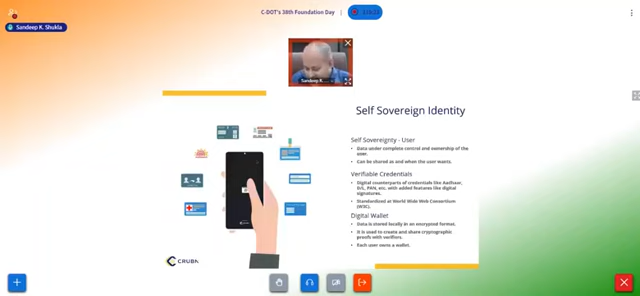 C-DOT's 38th Foundation Day
Sandeep K. Shukla
Sandeep K.
Self Sovereign Identity
Self Sovereignty - User
Data under complete control and ownership of the
user.
Can be shared as and when the user wants.
Verifiable Credentials
Digital counterparts of credentials like Aadhaar,
PAN, etc, with added features like digital
signatures.
Standardized at World Wide Web Consortium
(W3C).
Digital Wallet
Data is stored locally in an encrypted format.
It is used to create and share cryptographic
proofs with verifiers.
Each user owns a wallet.
CRUBN